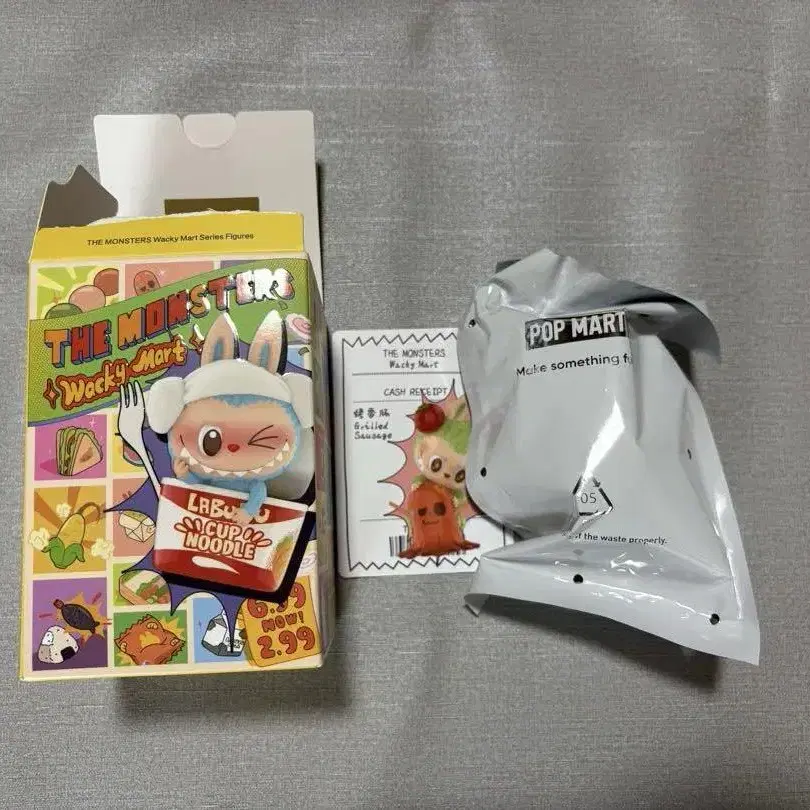 THE MONSTERS Wacky Mart Series Figures
THE MONSTERS
Wacky Mart
CUP
NOODLE
6.99
NOW!
2.99
THE MONSTERS
Wacky Mart
CASH RECEIPT
烤香肠
Grilled
Sausage
POP MART
Make something
05
of the waste properly.